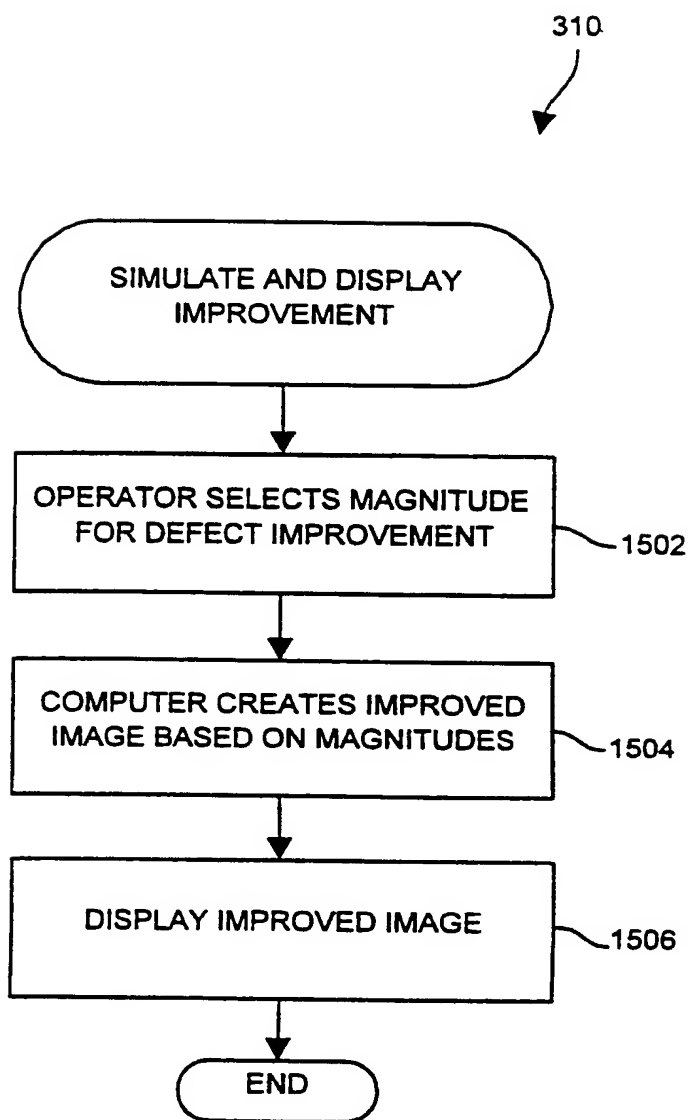 310
SIMULATE AND DISPLAY
IMPROVEMENT
OPERATOR SELECTS MAGNITUDE
FOR DEFECT IMPROVEMENT
1502
COMPUTER CREATES IMPROVED
IMAGE BASED ON MAGNITUDES
1504
DISPLAY IMPROVED IMAGE
1506
END